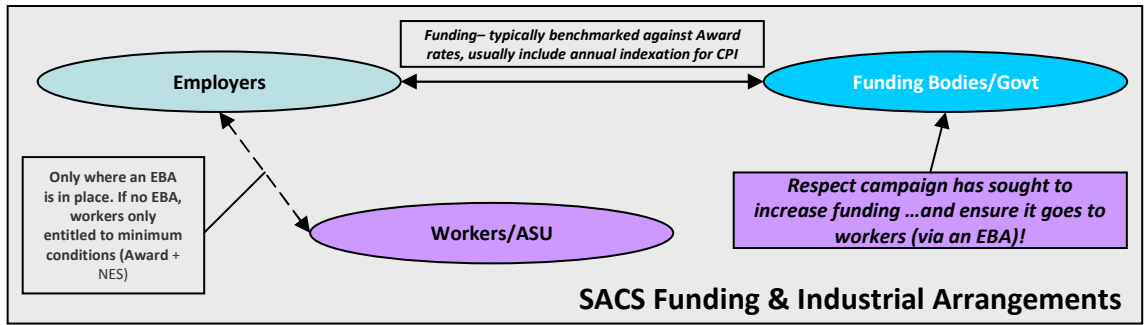 Funding– typically benchmarked against Award
rates, usually include annual indexation for CPI
Employers
Funding Bodies/Govt
Only where an EBA
is in place. If no EBA,
workers only
entitled to minimum
conditions (Award +
NES)
Workers/ASU
Respect campaign has sought to
increase funding …and ensure it goes to
workers (via an EBA)!
SACS Funding & Industrial Arrangements